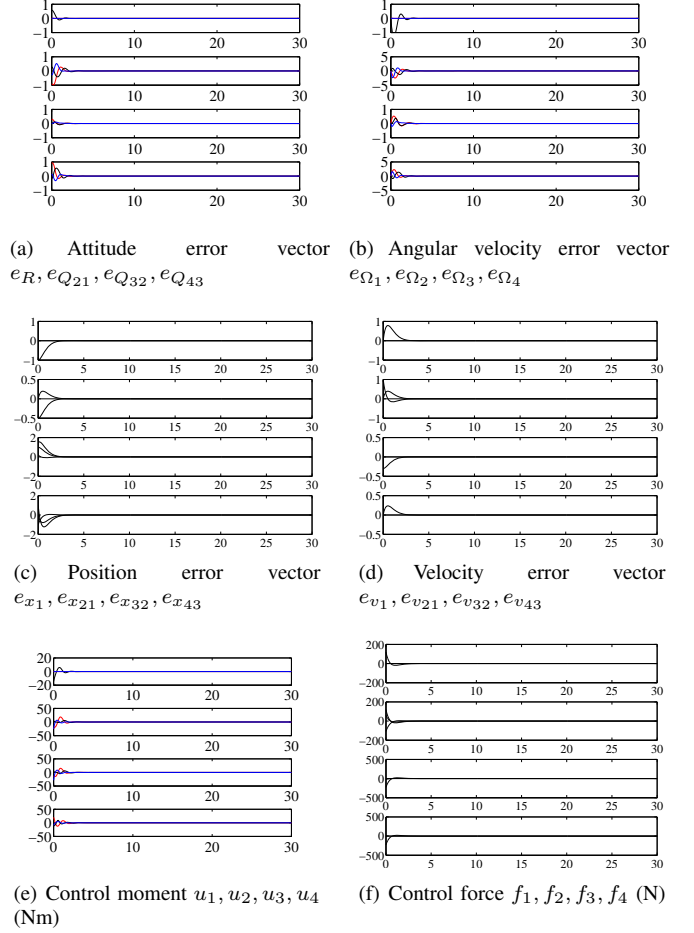 1
0
−1
0 10 20 30
1
0
−1
0 10 20 30
1
0
−1
0 10 20 30
1
0
−1
0 10 20 30
(a) Attitude error vector
e_R, e_{Q_{21}}, e_{Q_{32}}, e_{Q_{43}}
1
0
−1
0 10 20 30
5
0
−5
0 10 20 30
1
0
−1
0 10 20 30
5
0
−5
0 10 20 30
(b) Angular velocity error vector
e_{Ω_1}, e_{Ω_2}, e_{Ω_3}, e_{Ω_4}
1
0
−1
0 5 10 15 20 25 30
0.5
0
−0.5
0 5 10 15 20 25 30
2
0
−2
0 5 10 15 20 25 30
2
0
−2
0 5 10 15 20 25 30
(c) Position error vector
e_{x_1}, e_{x_{21}}, e_{x_{32}}, e_{x_{43}}
1
0
−1
0 5 10 15 20 25 30
1
0
−1
0 5 10 15 20 25 30
0.5
0
−0.5
0 5 10 15 20 25 30
0.5
0
−0.5
0 5 10 15 20 25 30
(d) Velocity error vector
e_{v_1}, e_{v_{21}}, e_{v_{32}}, e_{v_{43}}
20
0
−20
0 10 20 30
50
0
−50
0 10 20 30
50
0
−50
0 10 20 30
50
0
−50
0 10 20 30
(e) Control moment u_1, u_2, u_3, u_4
(Nm)
200
0
−200
0 5 10 15 20 25 30
200
0
−200
0 5 10 15 20 25 30
500
0
−500
0 5 10 15 20 25 30
500
0
−500
0 5 10 15 20 25 30
(f) Control force f_1, f_2, f_3, f_4 (N)